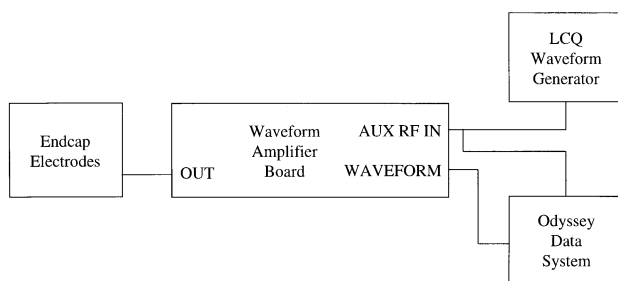 LCQ
Waveform
Generator
Endcap
Electrodes
Waveform
Amplifier
Board
OUT
AUX RF IN
WAVEFORM
Odyssey
Data
System